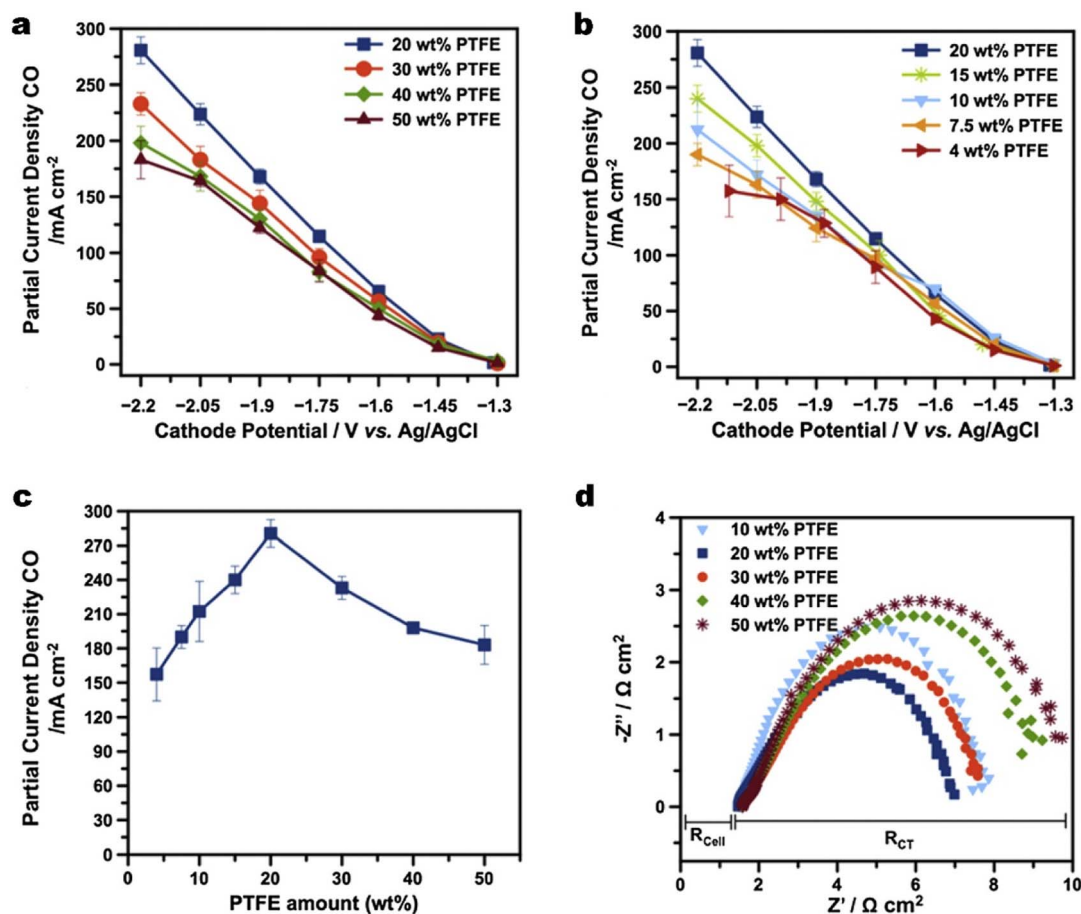 a
300
250
200
150
100
50
0
Partial Current Density CO
/mA cm⁻²
20 wt% PTFE
30 wt% PTFE
40 wt% PTFE
50 wt% PTFE
−2.2 −2.05 −1.9 −1.75 −1.6 −1.45 −1.3
Cathode Potential / V vs. Ag/AgCl
b
300
250
200
150
100
50
0
Partial Current Density CO
/mA cm⁻²
20 wt% PTFE
15 wt% PTFE
10 wt% PTFE
7.5 wt% PTFE
4 wt% PTFE
−2.2 −2.05 −1.9 −1.75 −1.6 −1.45 −1.3
Cathode Potential / V vs. Ag/AgCl
c
300
270
240
210
180
150
120
90
60
30
0
Partial Current Density CO
/mA cm⁻²
0 10 20 30 40 50
PTFE amount (wt%)
d
4
3
2
1
0
-Z'' / Ω cm²
10 wt% PTFE
20 wt% PTFE
30 wt% PTFE
40 wt% PTFE
50 wt% PTFE
R_Cell R_CT
0 2 4 6 8 10
Z' / Ω cm²